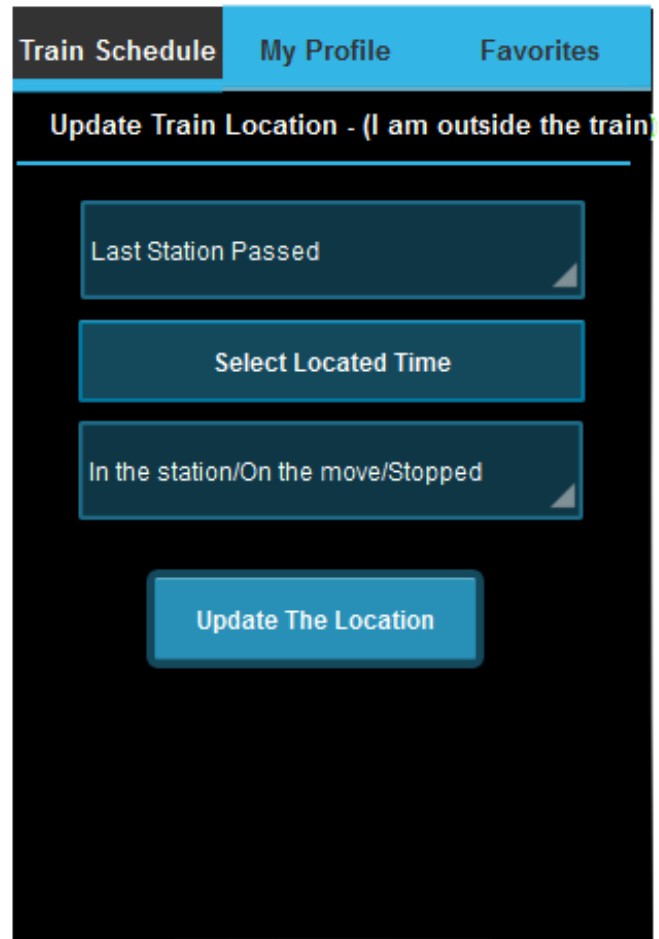 Train Schedule My Profile Favorites
Update Train Location - (I am outside the train)
Last Station Passed
Select Located Time
In the station/On the move/Stopped
Update The Location